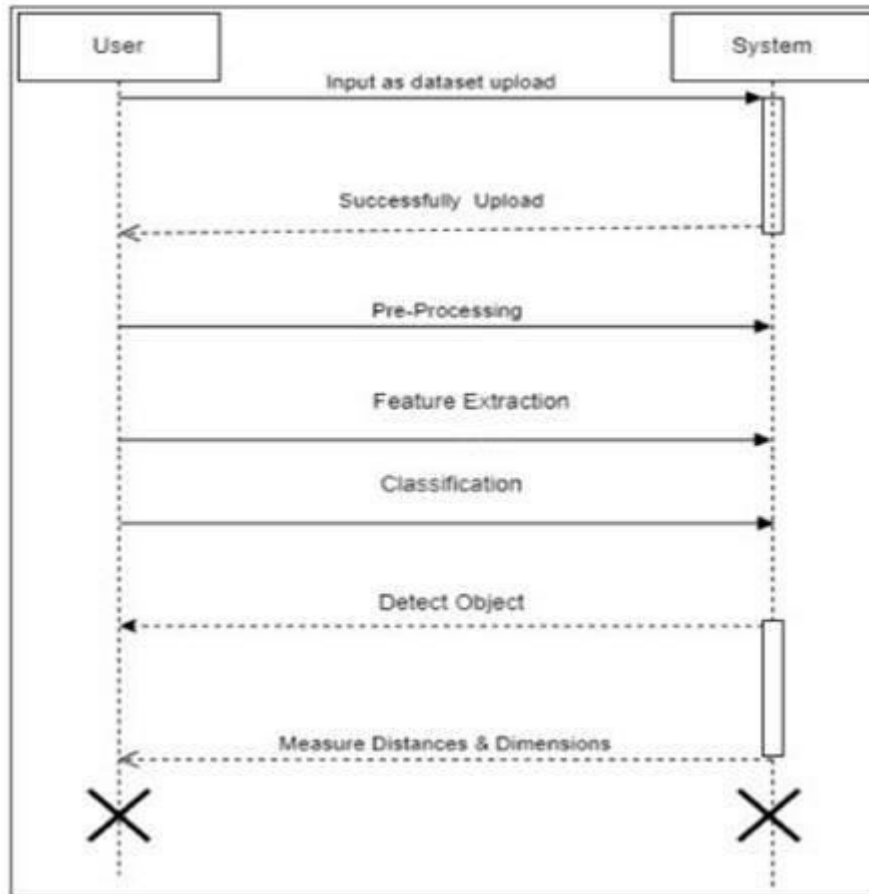 User
System
Input as dataset upload
Successfully Upload
Pre-Processing
Feature Extraction
Classification
Detect Object
Measure Distances & Dimensions